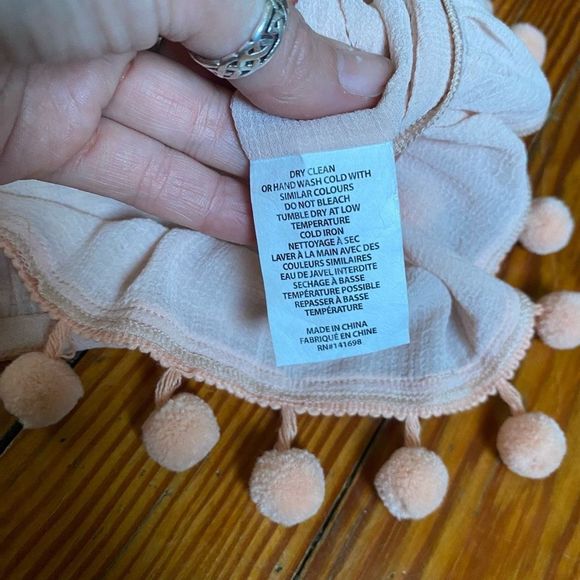 DRY CLEAN
OR HAND WASH COLD WITH
SIMILAR COLOURS
DO NOT BLEACH
TUMBLE DRY AT LOW
TEMPERATURE
COLD IRON
NETTOYAGE À SEC
LAVER À LA MAIN AVEC DES
COULEURS SIMILAIRES
EAU DE JAVEL INTERDITE
SECHAGE À BASSE
TEMPÉRATURE POSSIBLE
REPASSER À BASSE
TEMPÉRATURE
MADE IN CHINA
FABRIQUÉ EN CHINE
RN#141698